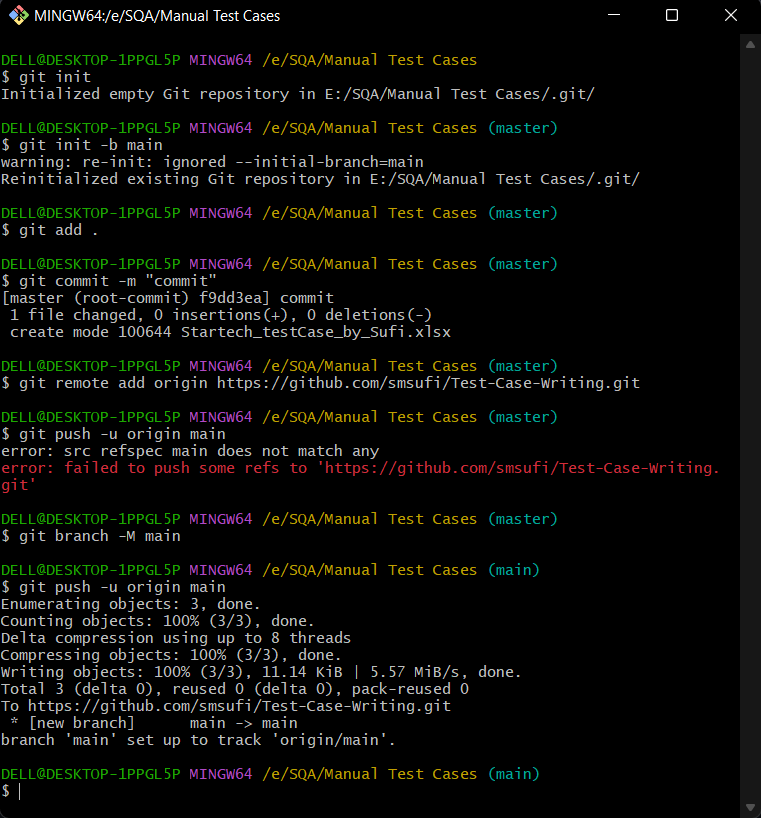 MINGW64:/e/SQA/Manual Test Cases
DELL@DESKTOP-1PPGL5P MINGW64 /e/SQA/Manual Test Cases
$ git init
Initialized empty Git repository in E:/SQA/Manual Test Cases/.git/
DELL@DESKTOP-1PPGL5P MINGW64 /e/SQA/Manual Test Cases (master)
$ git init -b main
warning: re-init: ignored --initial-branch=main
Reinitialized existing Git repository in E:/SQA/Manual Test Cases/.git/
DELL@DESKTOP-1PPGL5P MINGW64 /e/SQA/Manual Test Cases (master)
$ git add .
DELL@DESKTOP-1PPGL5P MINGW64 /e/SQA/Manual Test Cases (master)
$ git commit -m "commit"
[master (root-commit) f9dd3ea] commit
 1 file changed, 0 insertions(+), 0 deletions(-)
 create mode 100644 Startech_testCase_by_Sufi.xlsx
DELL@DESKTOP-1PPGL5P MINGW64 /e/SQA/Manual Test Cases (master)
$ git remote add origin https://github.com/smsufi/Test-Case-Writing.git
DELL@DESKTOP-1PPGL5P MINGW64 /e/SQA/Manual Test Cases (master)
$ git push -u origin main
error: src refspec main does not match any
error: failed to push some refs to 'https://github.com/smsufi/Test-Case-Writing.
git'
DELL@DESKTOP-1PPGL5P MINGW64 /e/SQA/Manual Test Cases (master)
$ git branch -M main
DELL@DESKTOP-1PPGL5P MINGW64 /e/SQA/Manual Test Cases (main)
$ git push -u origin main
Enumerating objects: 3, done.
Counting objects: 100% (3/3), done.
Delta compression using up to 8 threads
Compressing objects: 100% (3/3), done.
Writing objects: 100% (3/3), 11.14 KiB | 5.57 MiB/s, done.
Total 3 (delta 0), reused 0 (delta 0), pack-reused 0
To https://github.com/smsufi/Test-Case-Writing.git
 * [new branch]      main -> main
branch 'main' set up to track 'origin/main'.
DELL@DESKTOP-1PPGL5P MINGW64 /e/SQA/Manual Test Cases (main)
$